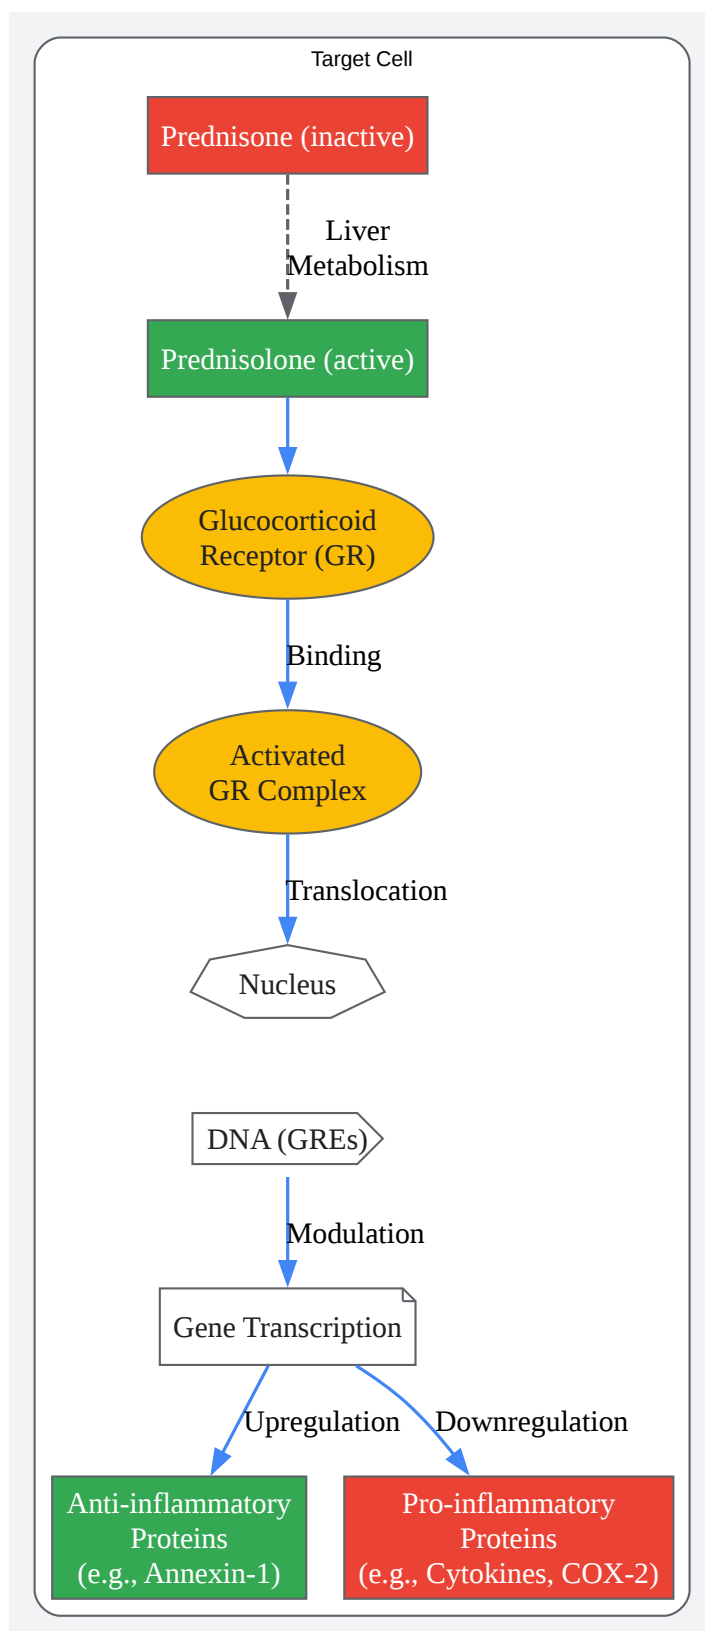 Target Cell
Prednisone (inactive)
Liver
Metabolism
Prednisolone (active)
Glucocorticoid
Receptor (GR)
Binding
Activated
GR Complex
Translocation
Nucleus
DNA (GREs)
Modulation
Gene Transcription
Upregulation
Downregulation
Anti-inflammatory
Proteins
(e.g., Annexin-1)
Pro-inflammatory
Proteins
(e.g., Cytokines, COX-2)